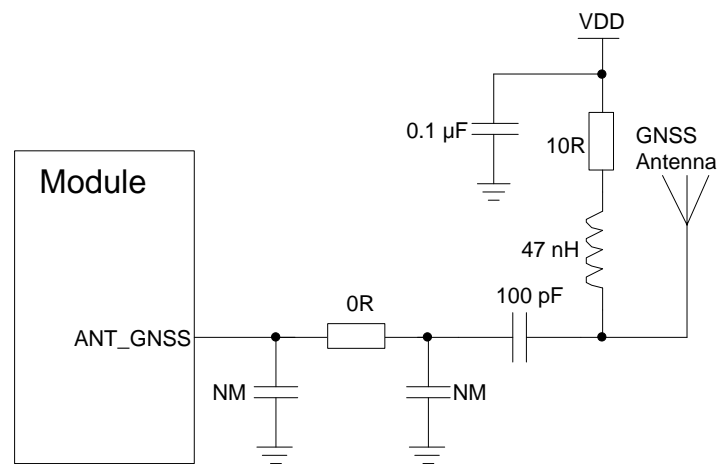 VDD
0.1 µF
10R
GNSS
Antenna
Module
47 nH
100 pF
0R
ANT_GNSS
NM
NM